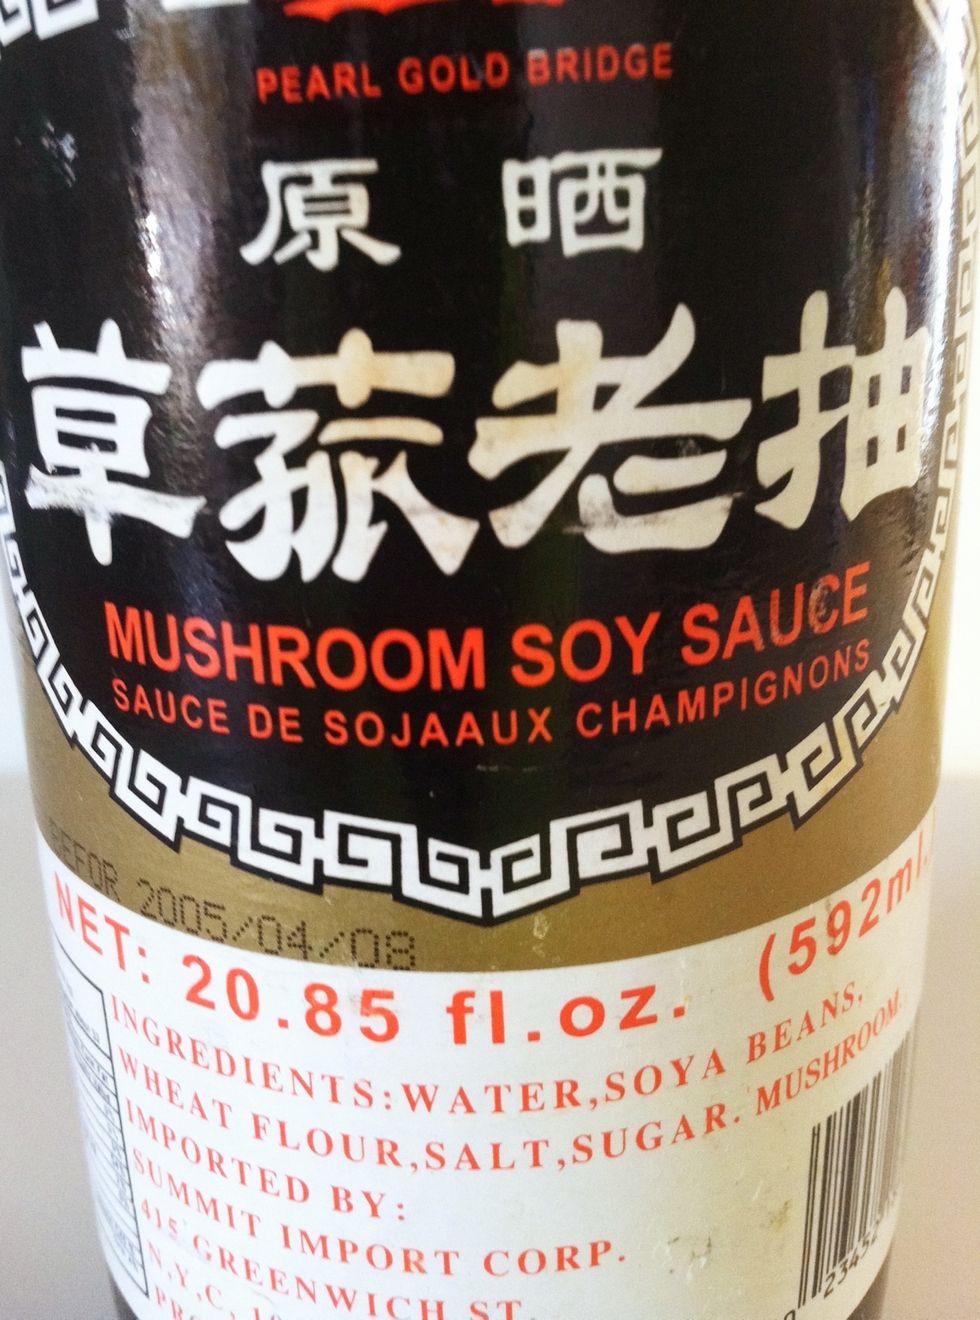 PEARL GOLD BRIDGE
原晒
草菰老抽
MUSHROOM SOY SAUCE
SAUCE DE SOJAAUX CHAMPIGNONS
BEFOR 2005/04/08
NET: 20.85 fl.oz. (592ml.
INGREDIENTS:WATER,SOYA BEANS,
WHEAT FLOUR,SALT,SUGAR. MUSHROOM.
IMPORTED BY:
SUMMIT IMPORT CORP.
415 GREENWICH ST.
N,Y,C,